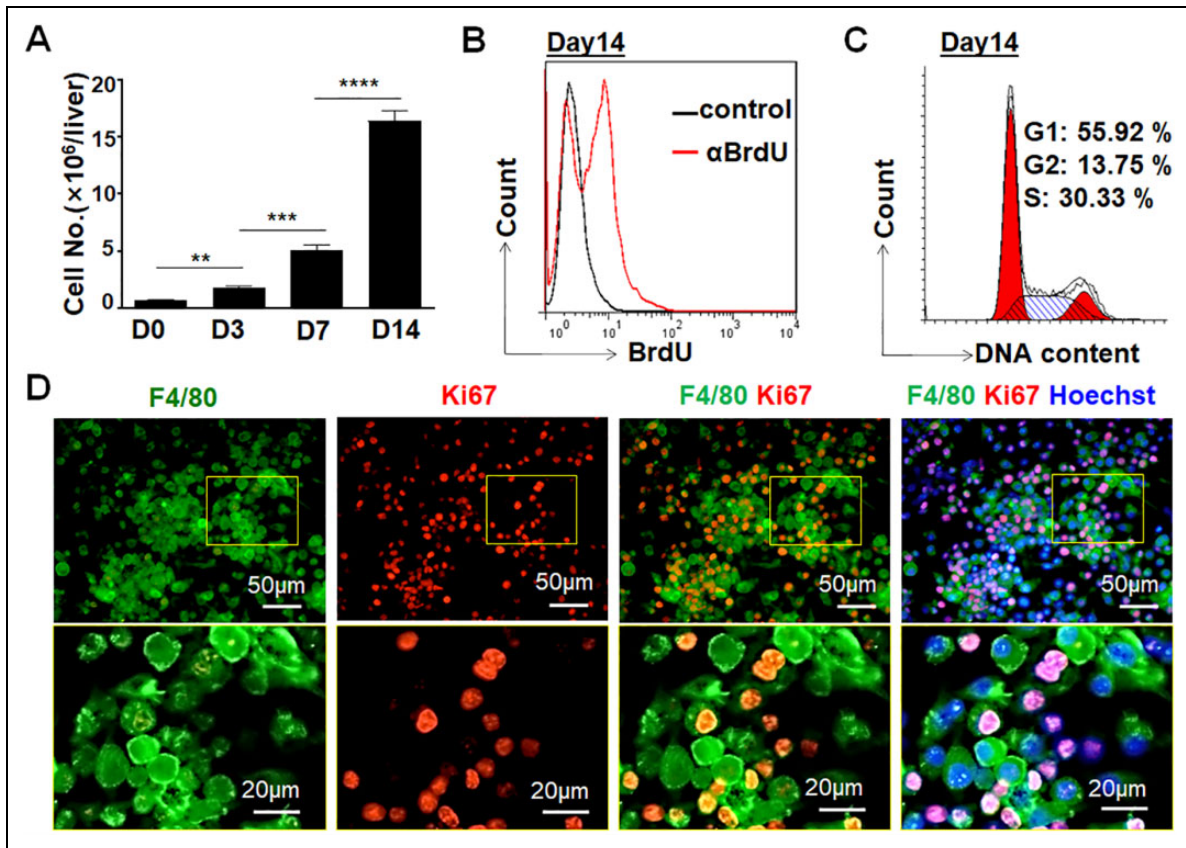 A
Cell No.(×10⁶/liver)
20
15
10
5
0
**
***
****
D0 D3 D7 D14
B
Day14
control
αBrdU
Count
10⁰ 10¹ 10² 10³ 10⁴
BrdU
C
Day14
G1: 55.92 %
G2: 13.75 %
S: 30.33 %
Count
DNA content
D
F4/80 Ki67 F4/80 Ki67 F4/80 Ki67 Hoechst
50μm 50μm 50μm 50μm
20μm 20μm 20μm 20μm